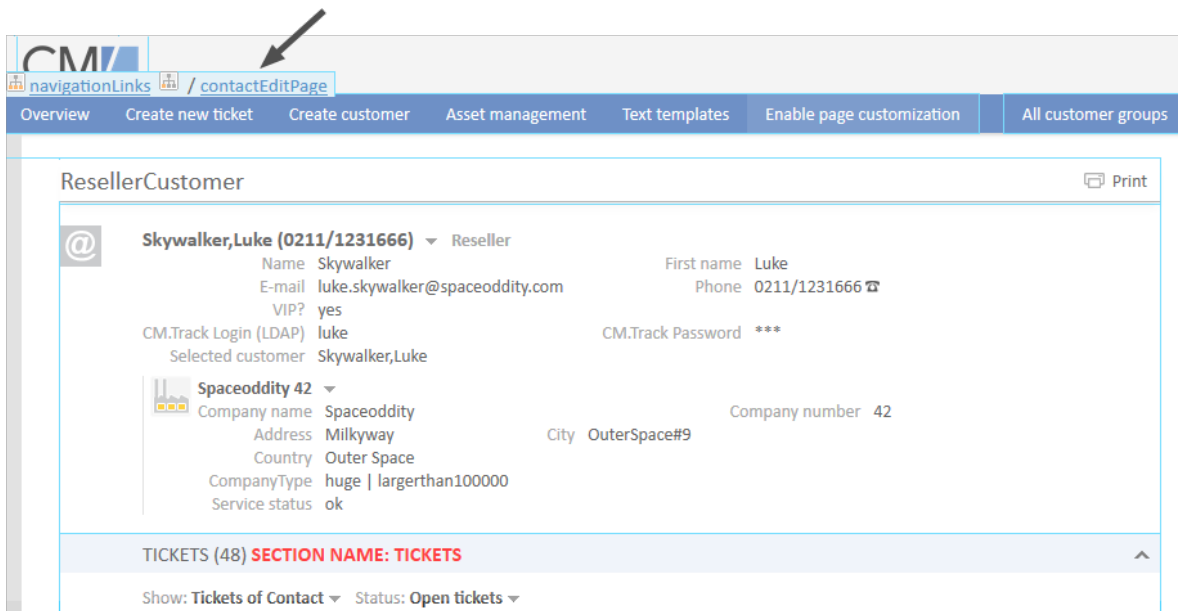 CM/
navigationLinks / contactEditPage
Overview Create new ticket Create customer Asset management Text templates Enable page customization All customer groups
ResellerCustomer Print
@ Skywalker,Luke (0211/1231666) Reseller
Name Skywalker First name Luke
E-mail luke.skywalker@spaceoddity.com Phone 0211/1231666
VIP? yes
CM.Track Login (LDAP) luke CM.Track Password ***
Selected customer Skywalker,Luke
Spaceoddity 42
Company name Spaceoddity Company number 42
Address Milkyway City OuterSpace#9
Country Outer Space
CompanyType huge | largerthan100000
Service status ok
TICKETS (48) SECTION NAME: TICKETS
Show: Tickets of Contact Status: Open tickets